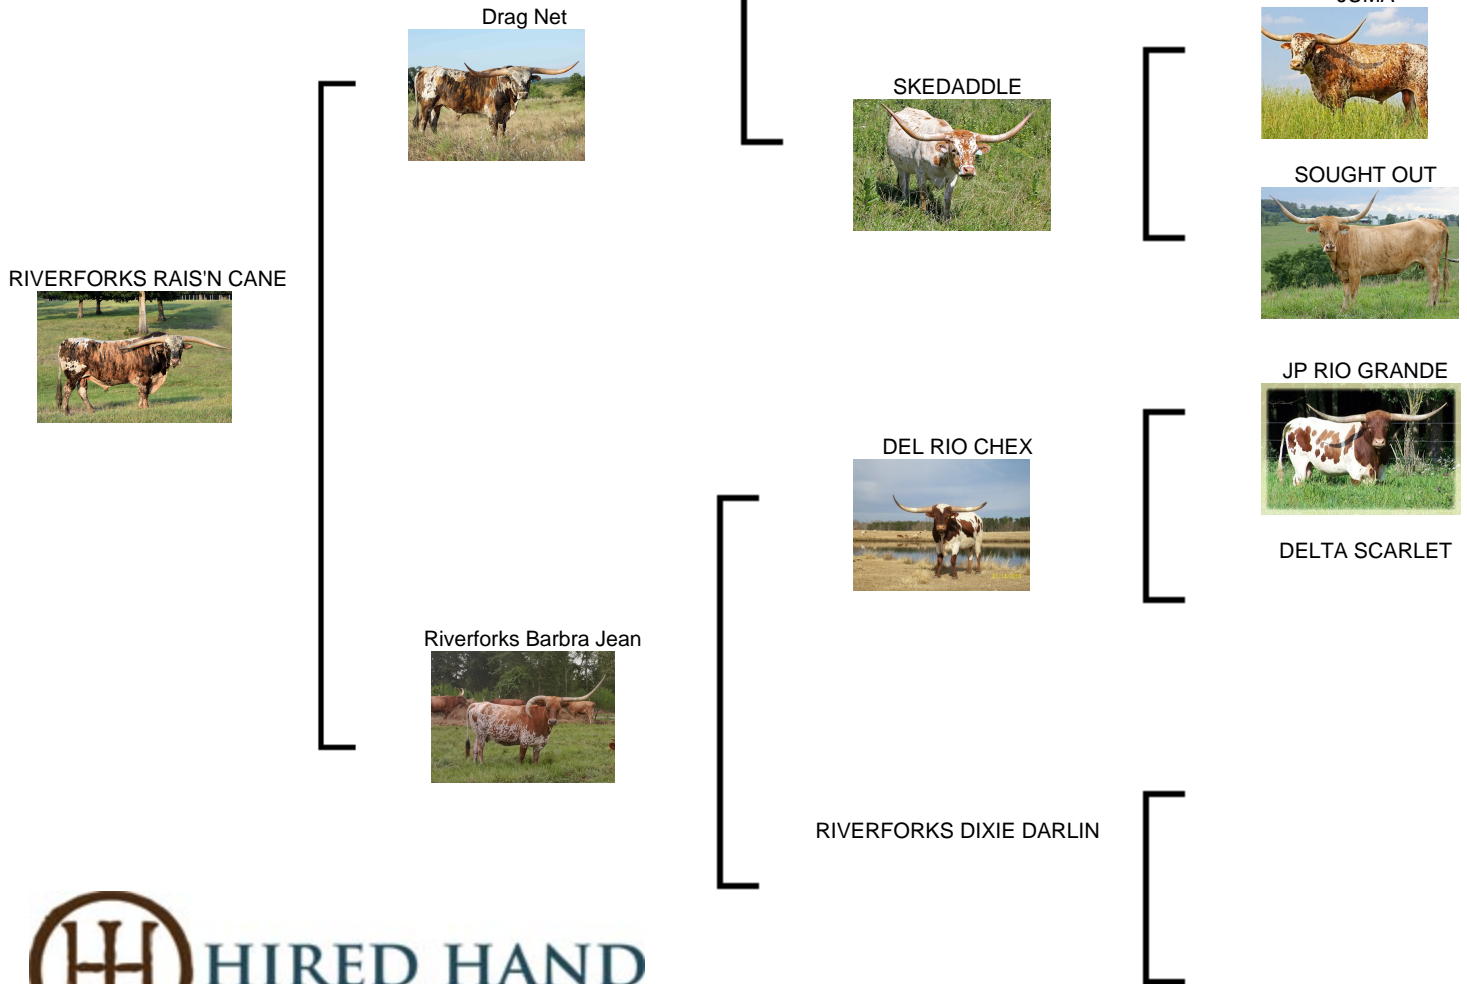 Drag Net
SKEDADDLE
SOUGHT OUT
RIVERFORKS RAIS'N CANE
JP RIO GRANDE
DEL RIO CHEX
DELTA SCARLET
Riverforks Barbra Jean
RIVERFORKS DIXIE DARLIN
HIRED HAND